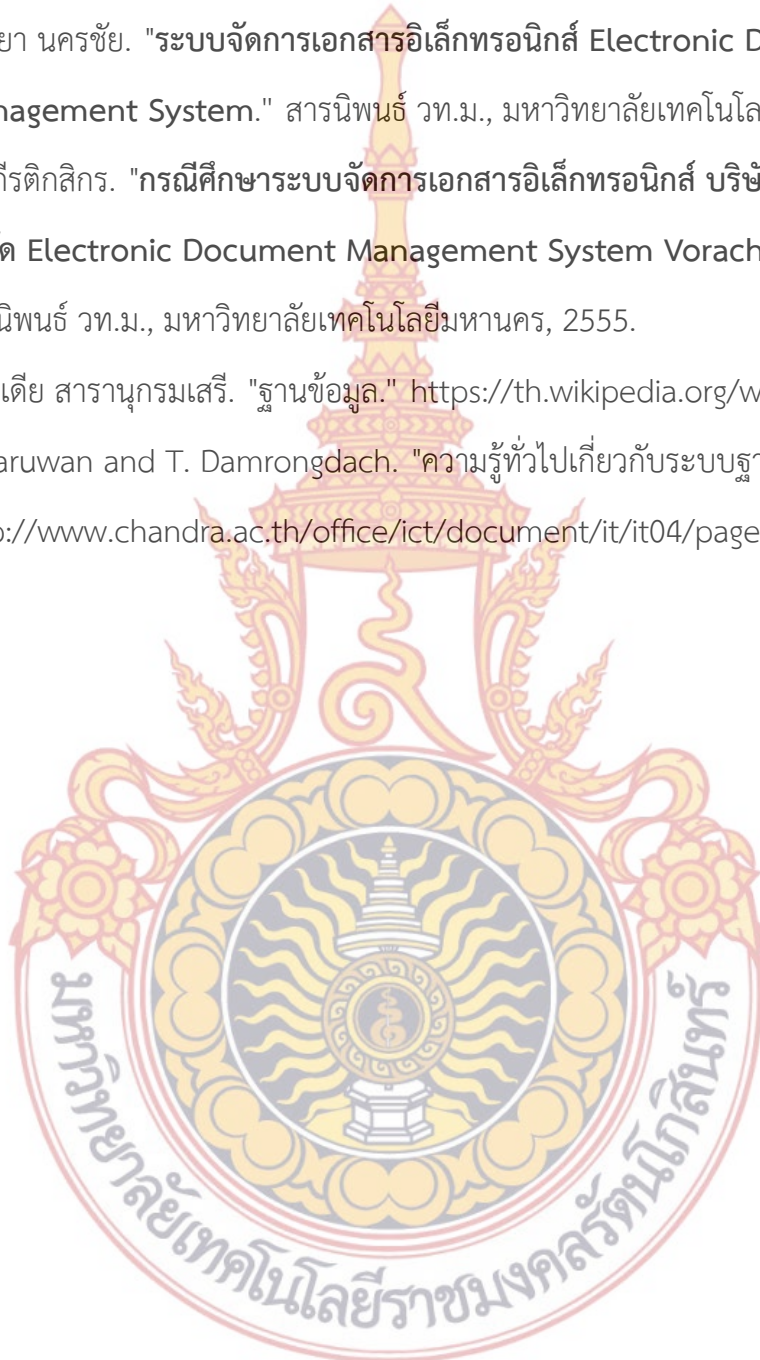 ยา นครชัย. "ระบบจัดการเอกสารอิเล็กทรอนิกส์ Electronic D
nagement System." สารนิพนธ์ วท.ม., มหาวิทยาลัยเทคโนโล
ีรติกสิกร. "กรณีศึกษาระบบจัดการเอกสารอิเล็กทรอนิกส์ บริษั
ัด Electronic Document Management System Vorach
นิพนธ์ วท.ม., มหาวิทยาลัยเทคโนโลยีมหานคร, 2555.
เดีย สารานุกรมเสรี. "ฐานข้อมูล." https://th.wikipedia.org/w
aruwan and T. Damrongdach. "ความรู้ทั่วไปเกี่ยวกับระบบฐา
p://www.chandra.ac.th/office/ict/document/it/it04/page
มหาวิทยาลัยเทคโนโลยีราชมงคลรัตนโกสินทร์